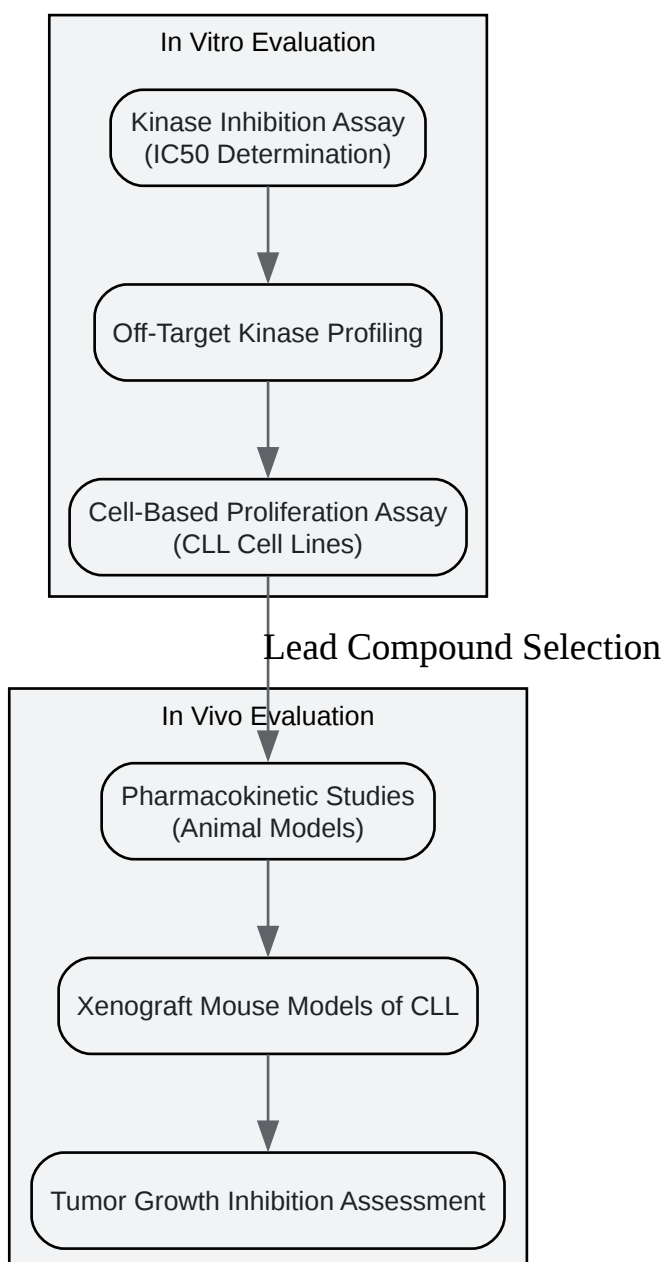 In Vitro Evaluation
Kinase Inhibition Assay
(IC50 Determination)
Off-Target Kinase Profiling
Cell-Based Proliferation Assay
(CLL Cell Lines)
Lead Compound Selection
In Vivo Evaluation
Pharmacokinetic Studies
(Animal Models)
Xenograft Mouse Models of CLL
Tumor Growth Inhibition Assessment